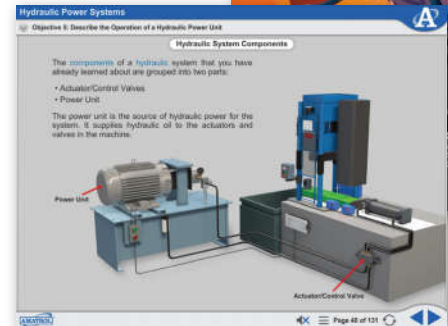 Hydraulic Power Systems
Objective 5: Describe the Operation of a Hydraulic Power Unit
Hydraulic System Components
The components of a hydraulic system that you have
already learned about are grouped into two parts:
• Actuator/Control Valves
• Power Unit
The power unit is the source of hydraulic power for the
system. It supplies hydraulic oil to the actuators and
valves in the machine.
Power Unit
Actuator/Control Valve
AMATROL
Page 48 of 131